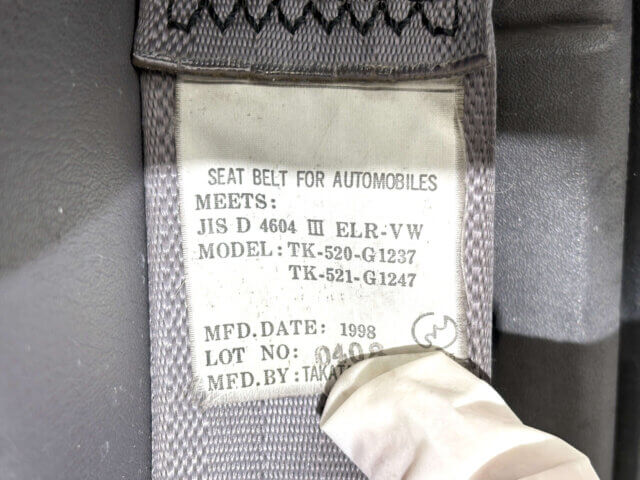 SEAT BELT FOR AUTOMOBILES
MEETS:
JIS D 4604 III ELR-VW
MODEL: TK-520-G1237
TK-521-G1247
MFD.DATE: 1998
LOT NO:
MFD.BY: